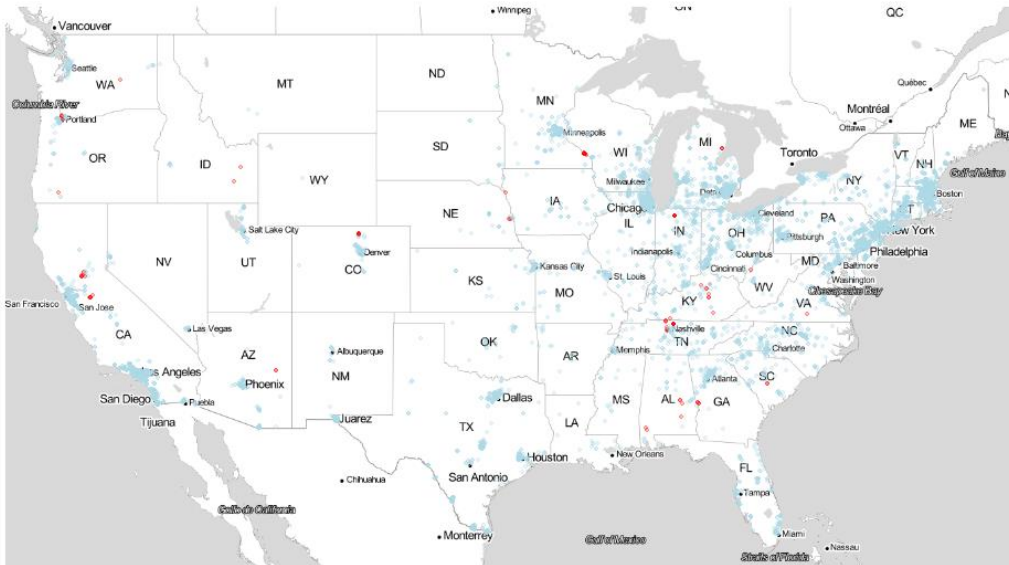 Winnipeg
ON
QC
Vancouver
Seattle
WA
MT
ND
MN
Québec
Montréal
Ottawa
ME
Columbia River
Portland
Minneapolis
WI
MI
Toronto
VT
NH
OR
ID
SD
WY
Milwaukee
NY
Boston
IA
Chicago
Cleveland
NE
IL
IN
OH
PA
New York
Salt Lake City
Pittsburgh
Philadelphia
NV
UT
Denver
CO
Indianapolis
Columbus
MD
Baltimore
Kansas City
Cincinnati
Washington
San Francisco
San Jose
KS
MO
St. Louis
WV
Chesapeake Bay
KY
VA
CA
Las Vegas
Nashville
NC
AZ
Albuquerque
OK
AR
Memphis
TN
Charlotte
Los Angeles
Phoenix
NM
Atlanta
SC
San Diego
Puebla
Dallas
MS
AL
GA
Tijuana
Juarez
TX
LA
Houston
New Orleans
San Antonio
FL
Chihuahua
Tampa
Golfo de California
Monterrey
Gulf of Mexico
Miami
Nassau
Straits of Florida